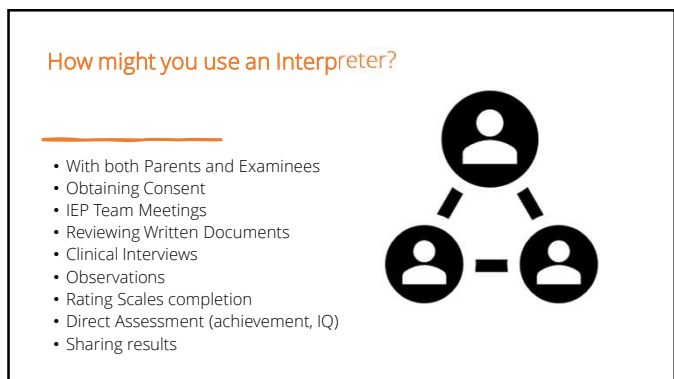 How might you use an Interpreter?
• With both Parents and Examinees
• Obtaining Consent
• IEP Team Meetings
• Reviewing Written Documents
• Clinical Interviews
• Observations
• Rating Scales completion
• Direct Assessment (achievement, IQ)
• Sharing results